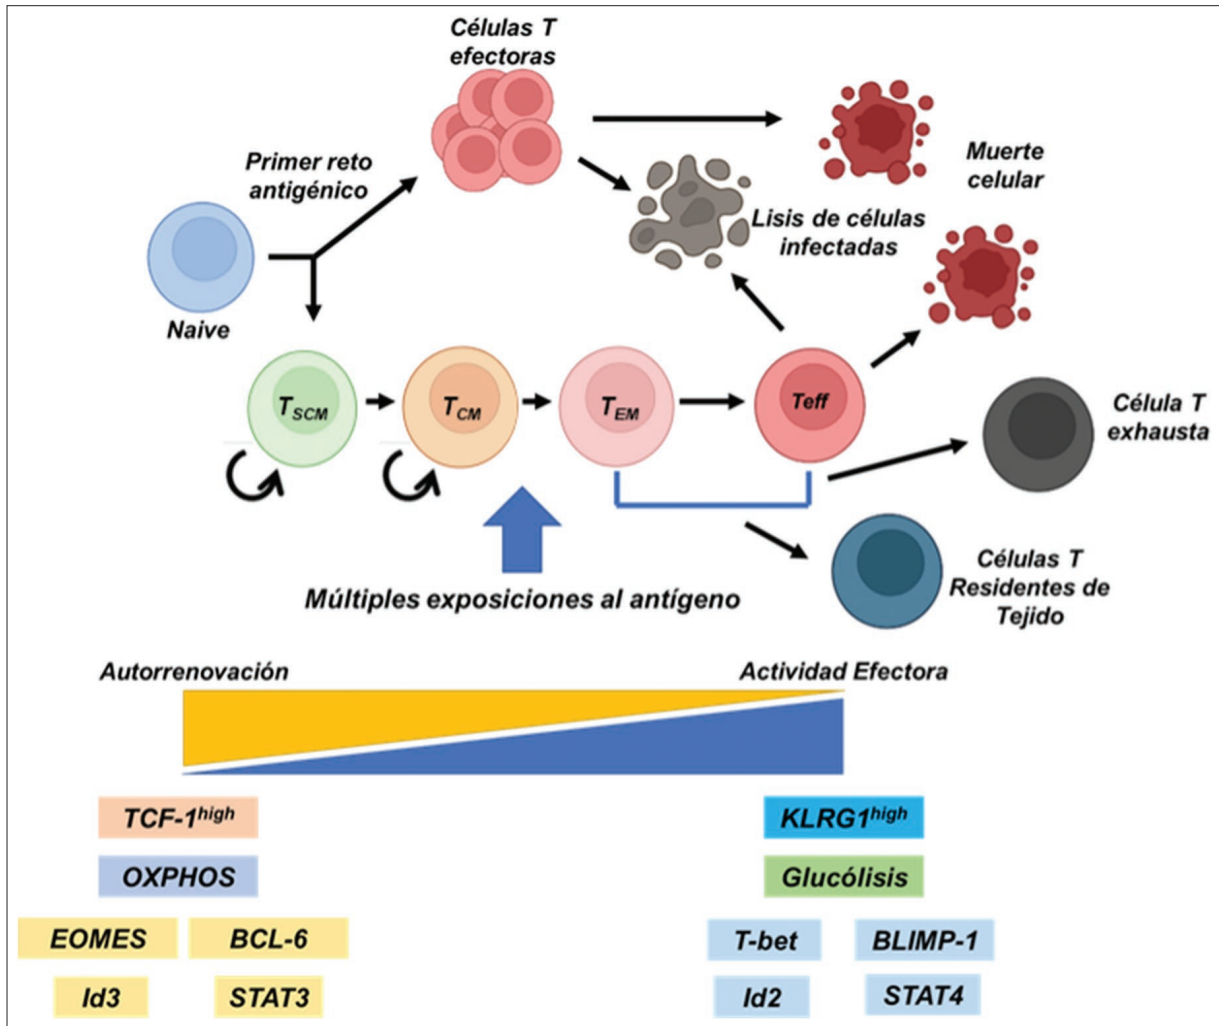 Células T
efectoras
Primer reto
antigénico
Muerte
celular
Lisis de células
infectadas
Naive
TSCM
TCM
TEM
Teff
Célula T
exhausta
Múltiples exposiciones al antígeno
Células T
Residentes de
Tejido
Autorrenovación
Actividad Efectora
TCF-1high
KLRG1high
OXPHOS
Glucólisis
EOMES
BCL-6
T-bet
BLIMP-1
Id3
STAT3
Id2
STAT4